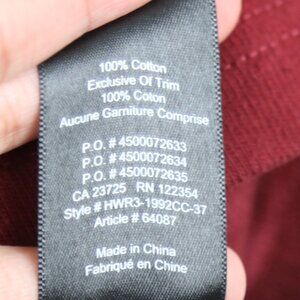 100% Cotton
Exclusive Of Trim
100% Coton
Aucune Garniture Comprise
P.O. # 4500072633
P.O. # 4500072634
P.O. # 4500072635
CA 23725 RN 122354
Style # HWR3-1992CC-37
Article # 64087
Made in China
Fabriqué en Chine